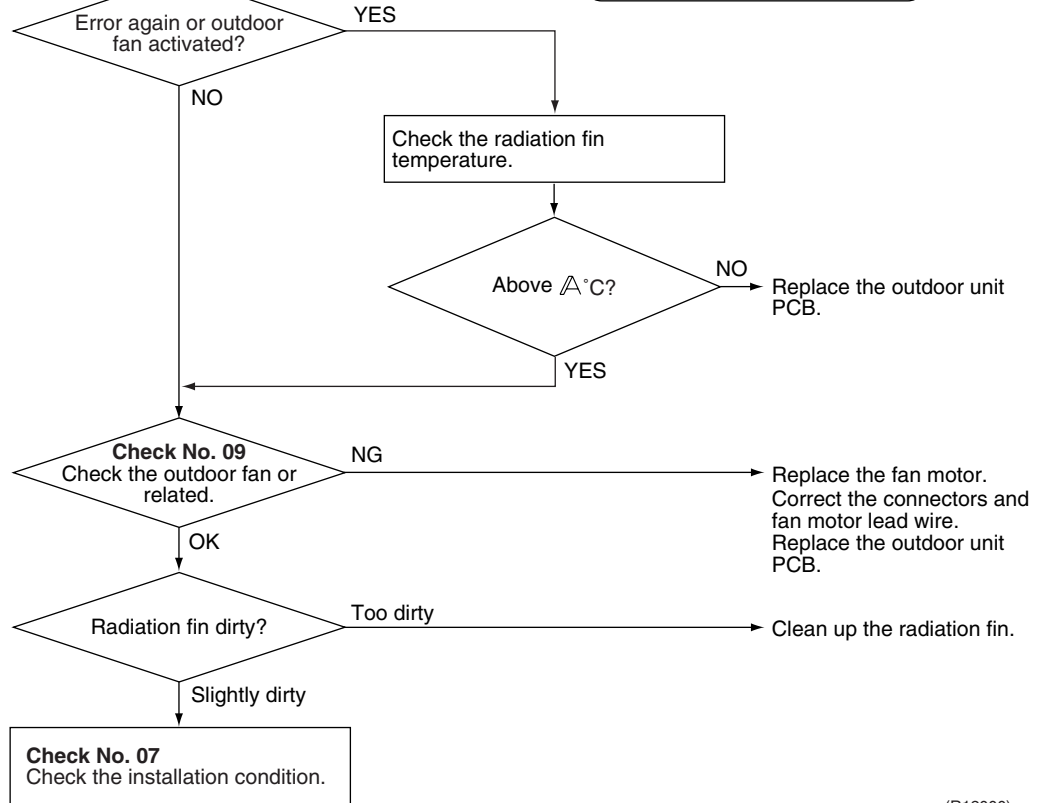 Error again or outdoor
fan activated?
YES
NO
Check the radiation fin
temperature.
Above A°C?
NO
Replace the outdoor unit
PCB.
YES
Check No. 09
Check the outdoor fan or
related.
NG
Replace the fan motor.
Correct the connectors and
fan motor lead wire.
Replace the outdoor unit
PCB.
OK
Radiation fin dirty?
Too dirty
Clean up the radiation fin.
Slightly dirty
Check No. 07
Check the installation condition.